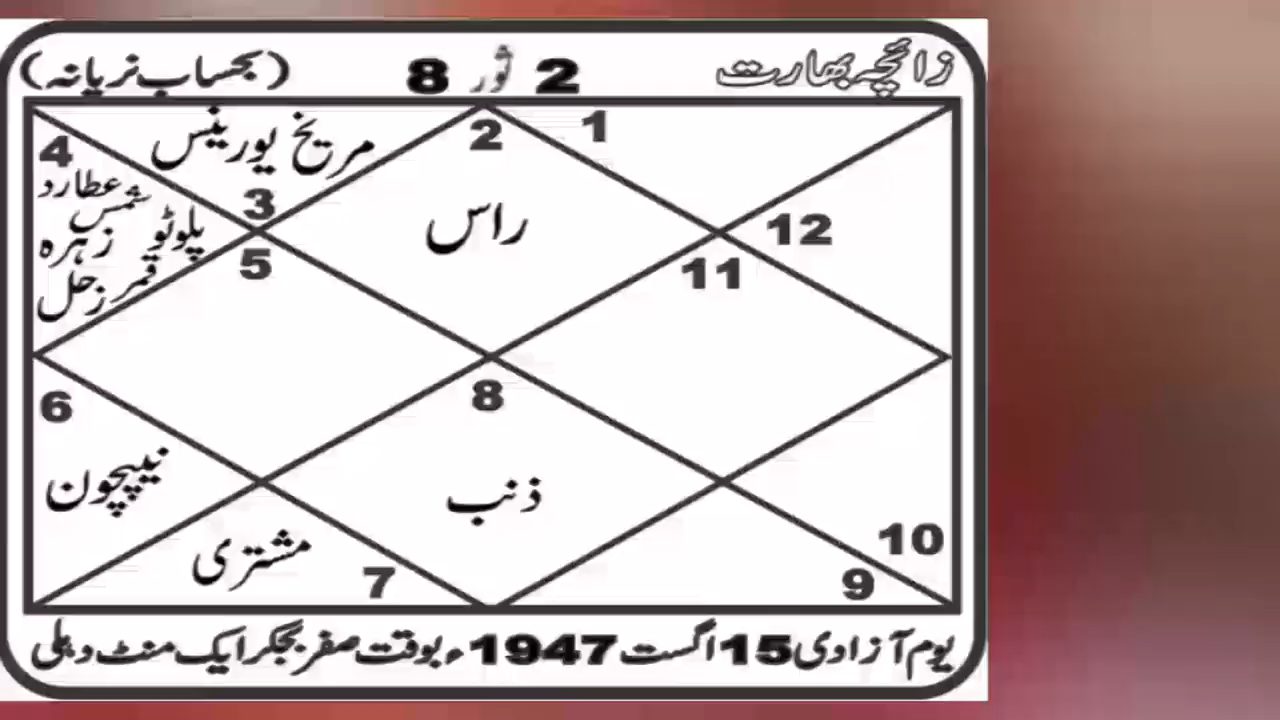 زائچہ بھارت 2 ثور 8 (بحساب نریانہ)
1
2
مریخ یورینس
3
4
عطارد
شمس
پلوٹو زہرہ
قمر
زحل
راس
12
5
11
8
6
نیپچون
ذنب
مشتری
7
10
9
یوم آزادی 15 اگست 1947ء بوقت صفر بجکر ایک منٹ دہلی